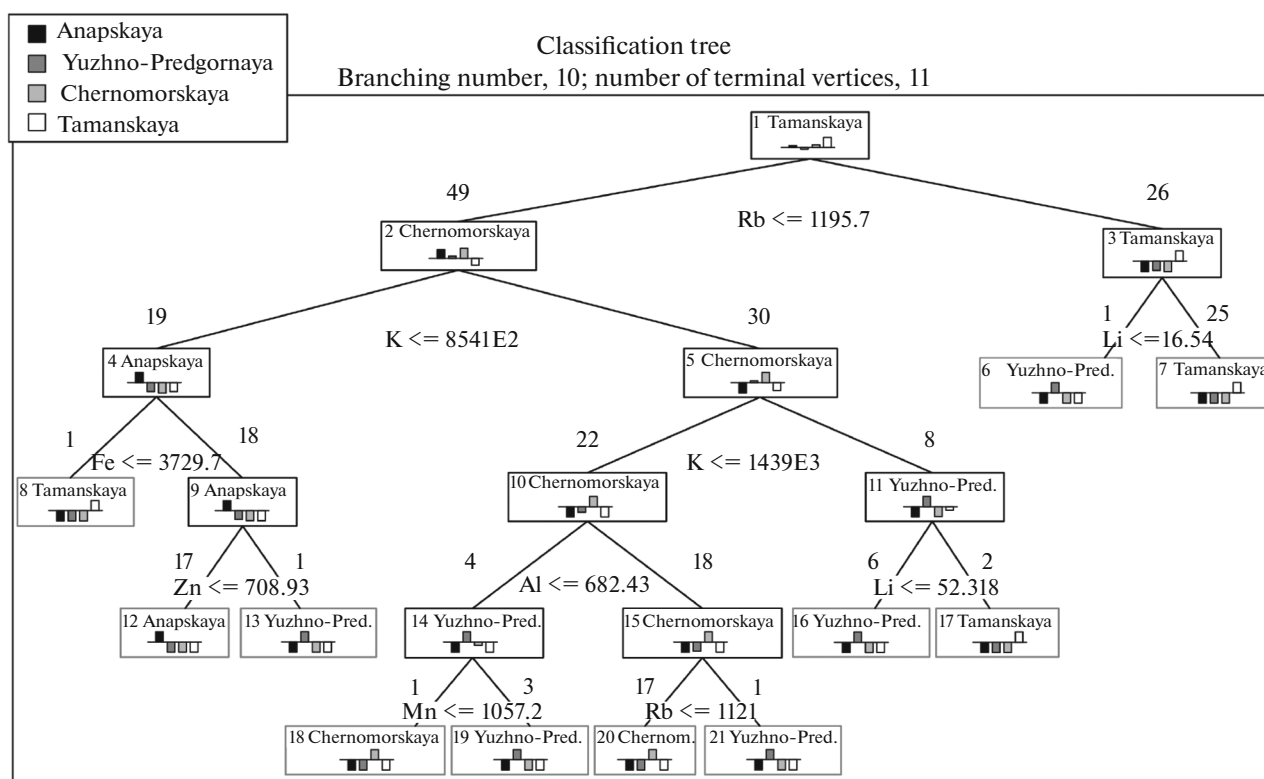 Anapskaya
Yuzhno-Predgornaya
Chernomorskaya
Tamanskaya
Classification tree
Branching number, 10; number of terminal vertices, 11
1 Tamanskaya
49
26
Rb <= 1195.7
2 Chernomorskaya
3 Tamanskaya
19
30
1
25
K <= 8541E2
Li <=16.54
4 Anapskaya
5 Chernomorskaya
6 Yuzhno-Pred.
7 Tamanskaya
1
18
22
8
Fe <= 3729.7
K <= 1439E3
8 Tamanskaya
9 Anapskaya
10 Chernomorskaya
11 Yuzhno-Pred.
17
1
4
18
6
2
Zn <= 708.93
Al <= 682.43
Li <= 52.318
12 Anapskaya
13 Yuzhno-Pred.
14 Yuzhno-Pred.
15 Chernomorskaya
16 Yuzhno-Pred.
17 Tamanskaya
1
3
17
1
Mn <= 1057.2
Rb <= 1121
18 Chernomorskaya
19 Yuzhno-Pred.
20 Chernom.
21 Yuzhno-Pred.